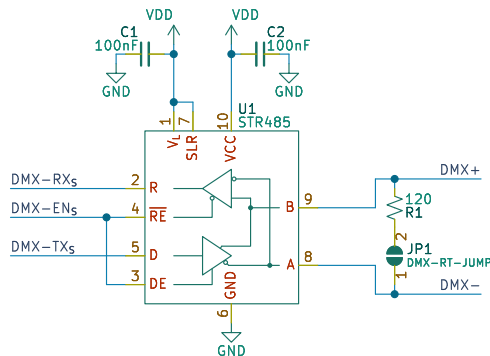 VDD
VDD
C1
100nF
C2
100nF
GND
GND
1
7
10
U1
STR485
VL
SLR
VCC
DMX-RXs
2
R
DMX-ENs
4
RE
DMX-TXs
5
D
3
DE
B
9
A
8
GND
6
GND
DMX+
120
R1
2
JP1
DMX-RT-JUMP
1
DMX-